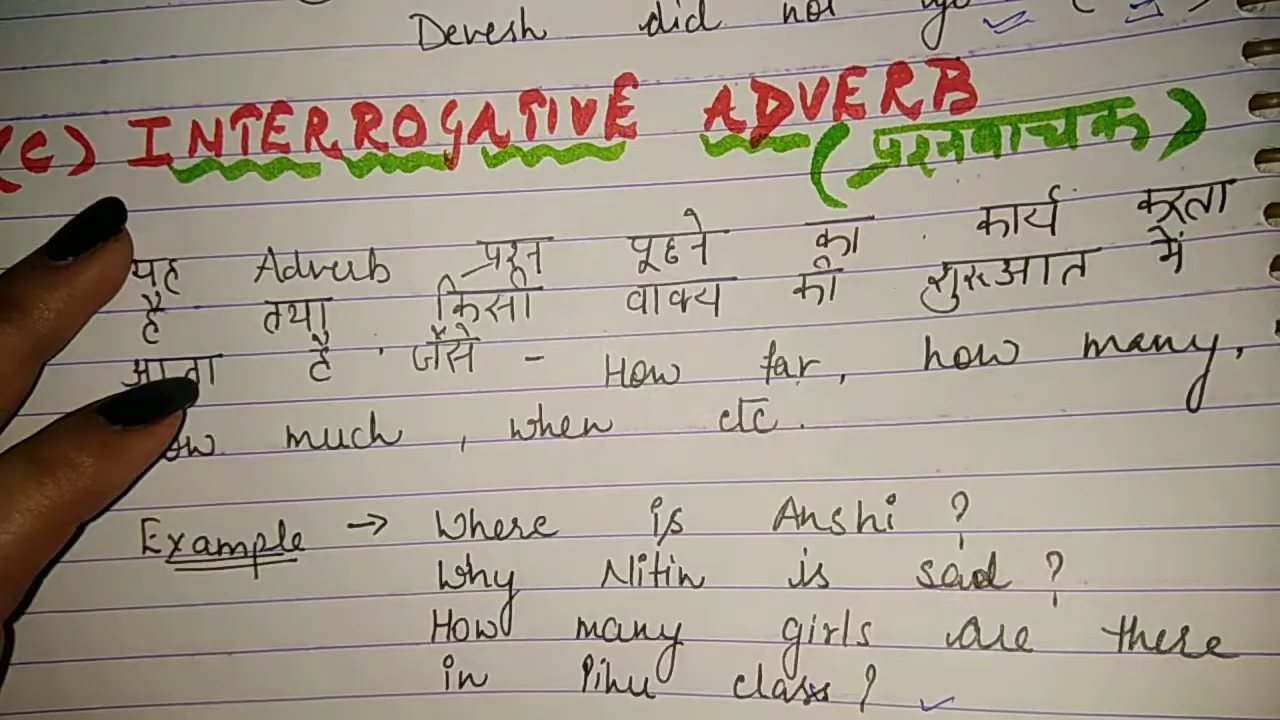 Devesh did not go
(C) INTERROGATIVE ADVERB
(प्रश्नवाचक)
यह Adverb प्रश्न पूछने का कार्य करता
है तथा किसी वाक्य की शुरुआत में
आता है . जैसे - How far, how many,
how much, when etc.
Example → Where is Anshi ?
Why Nitin is sad ?
How many girls are there
in Pihu class ?